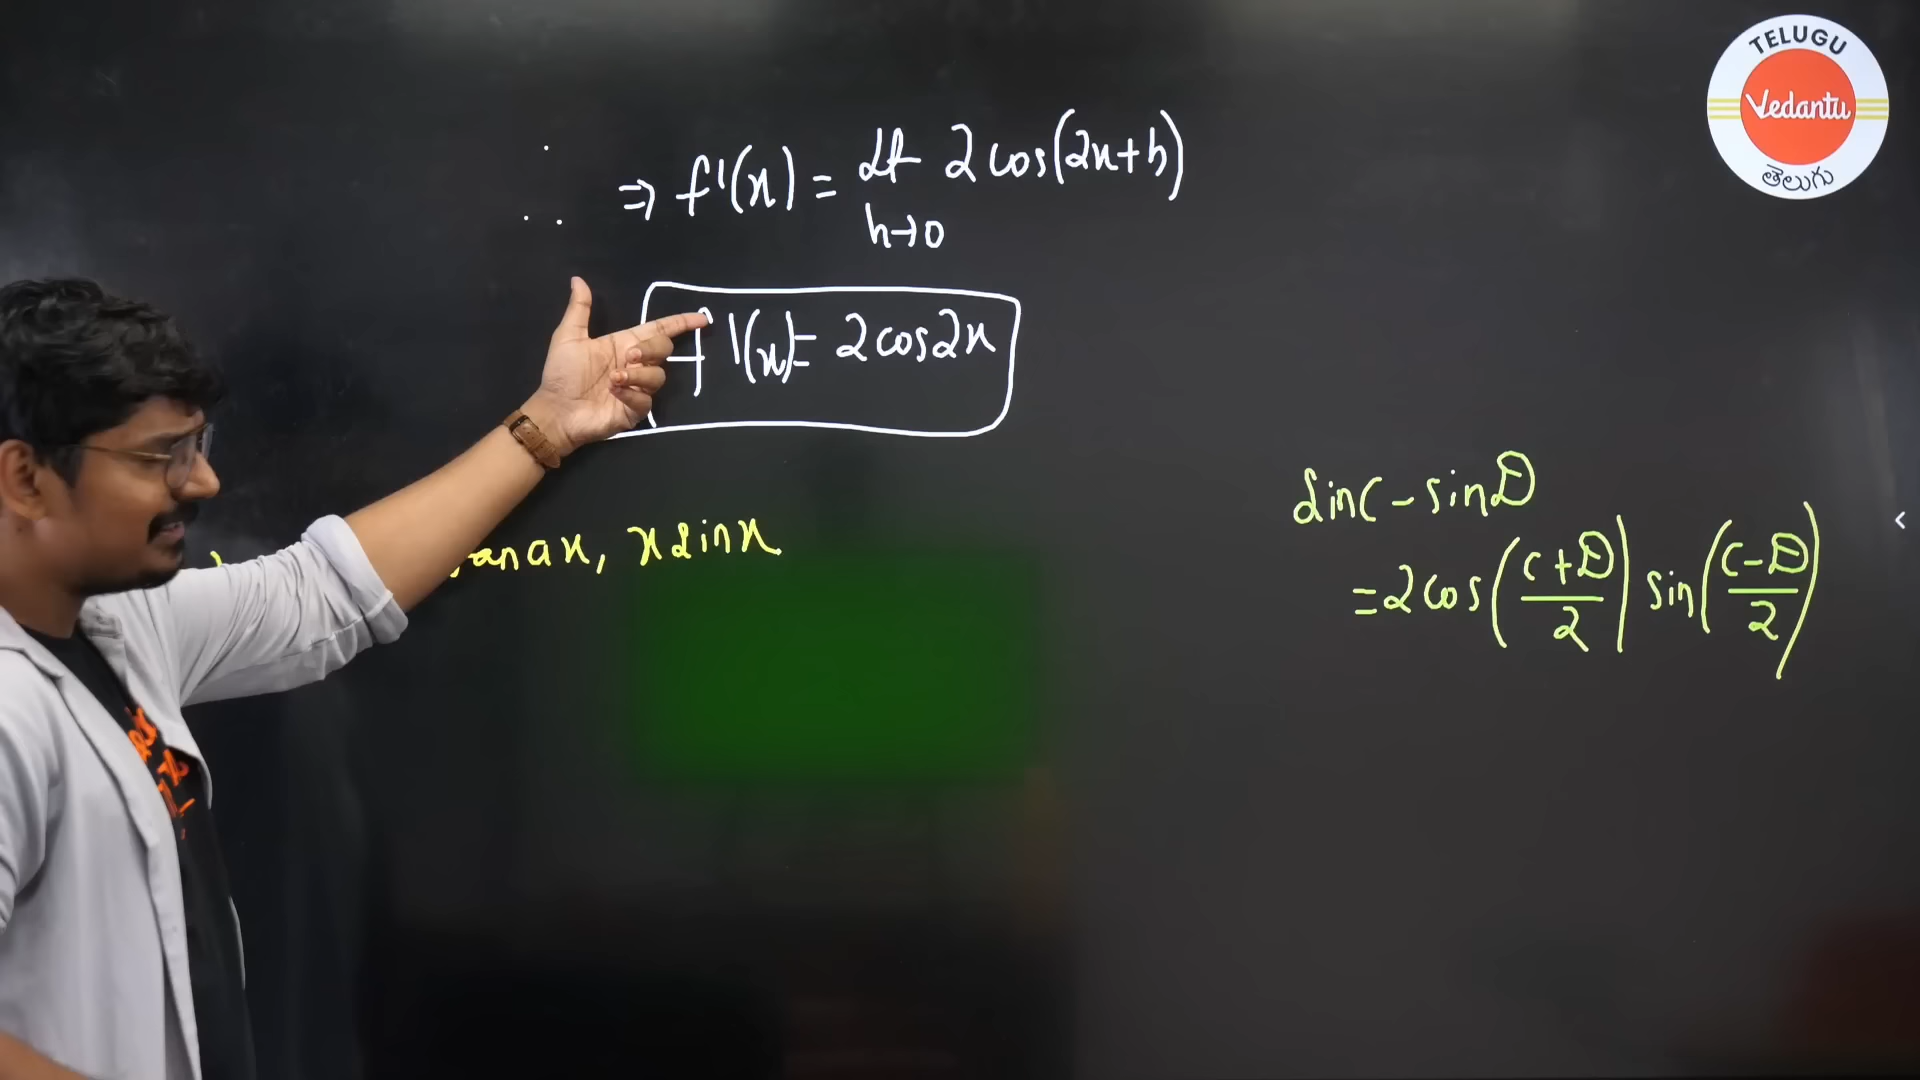 TELUGU
Vedantu
తెలుగు
⇒ f'(x) = Lt 2cos(2x+h)
h→0
f'(x) = 2cos2x
anax, xsinx
sinC - sinD
= 2cos((C+D)/2) sin((C-D)/2)